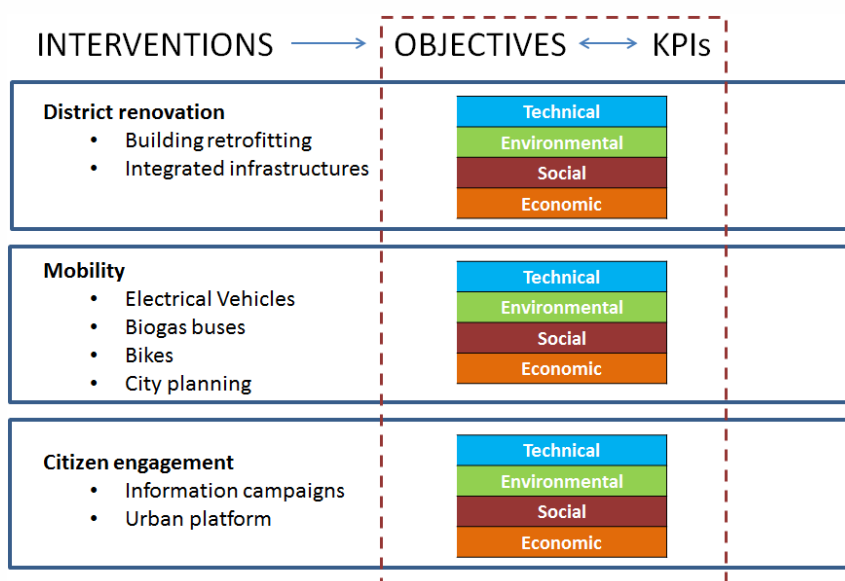 INTERVENTIONS OBJECTIVES KPIs
District renovation
• Building retrofitting
• Integrated infrastructures
Technical
Environmental
Social
Economic
Mobility
• Electrical Vehicles
• Biogas buses
• Bikes
• City planning
Technical
Environmental
Social
Economic
Citizen engagement
• Information campaigns
• Urban platform
Technical
Environmental
Social
Economic